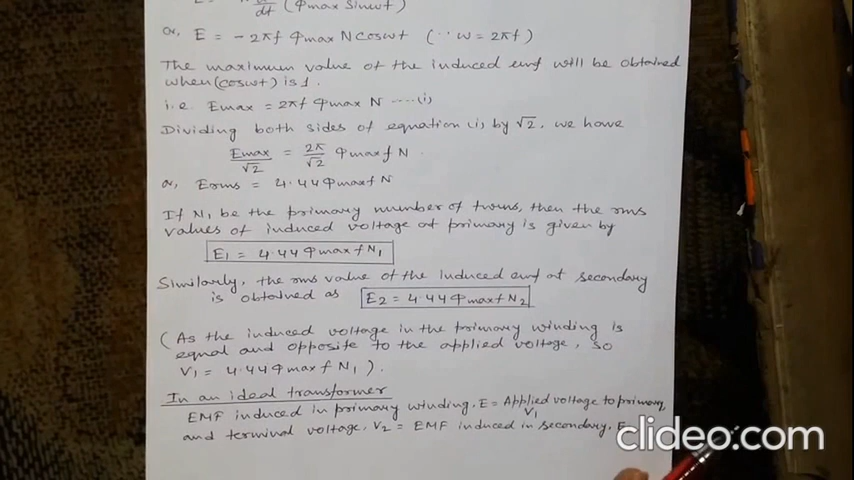 dt (Φmax Sinωt)
Or, E = - 2πf Φmax N cosωt (∵ ω = 2πf)
The maximum value of the induced emf will be obtained
when (cosωt) is 1.
i.e. Emax = 2πf Φmax N ----(i)
Dividing both sides of equation (i) by √2, we have
Emax/√2 = 2π/√2 Φmax f N
or, Erms = 4.44 Φmax f N
If N1 be the primary number of turns, then the rms
values of induced voltage at primary is given by
E1 = 4.44 Φmax f N1
Similarly, the rms value of the induced emf at secondary
is obtained as E2 = 4.44 Φmax f N2
(As the induced voltage in the primary winding is
equal and opposite to the applied voltage, so
V1 = 4.44 Φmax f N1).
In an ideal transformer
EMF induced in primary winding, E = Applied voltage to primary,
V1
and terminal voltage, V2 = EMF induced in secondary, E
clideo.com